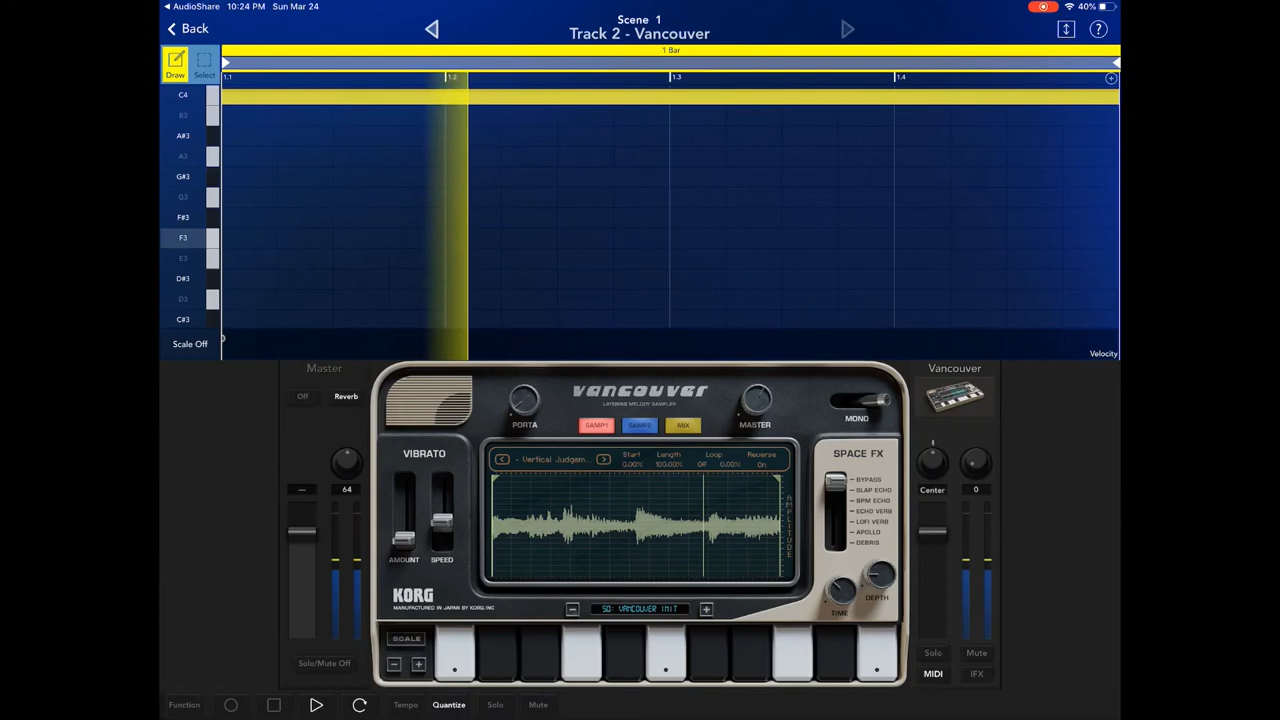 AudioShare 10:24 PM Sun Mar 24 40%
Back
Scene 1
Track 2 - Vancouver
?
1 Bar
Draw Select
1.1 1.2 1.3 1.4
C4
B3
A#3
A3
G#3
G3
F#3
F3
E3
D#3
D3
C#3
Scale Off
Velocity
Master
Off Reverb
--- 64
Solo/Mute Off
vancouver
LAYERING MELODY SAMPLER
PORTA
SAMP1 SAMP2 MIX
MASTER
MONO
VIBRATO
AMOUNT SPEED
- Vertical Judgem...
Start Length Loop Reverse
0.00% 100.00% Off 0.00% On
AMPLITUDE
SPACE FX
BYPASS
SLAP ECHO
BPM ECHO
ECHO VERB
LOFI VERB
APOLLO
DEBRIS
DEPTH
TIME
KORG
MANUFACTURED IN JAPAN BY KORG.INC
50: VANCOUVER INIT
SCALE
Vancouver
Center 0
Solo Mute
MIDI IFX
Function Tempo Quantize Solo Mute